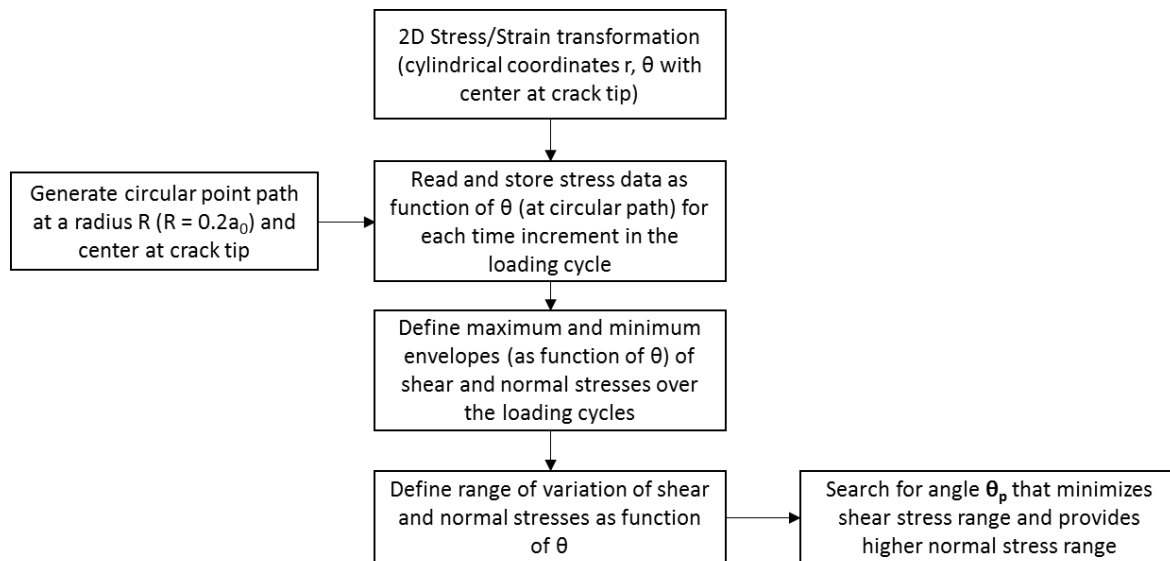 2D Stress/Strain transformation
(cylindrical coordinates r, θ with
center at crack tip)
Generate circular point path
at a radius R (R = 0.2a₀) and
center at crack tip
Read and store stress data as
function of θ (at circular path) for
each time increment in the
loading cycle
Define maximum and minimum
envelopes (as function of θ) of
shear and normal stresses over
the loading cycles
Define range of variation of shear
and normal stresses as function
of θ
Search for angle θₚ that minimizes
shear stress range and provides
higher normal stress range